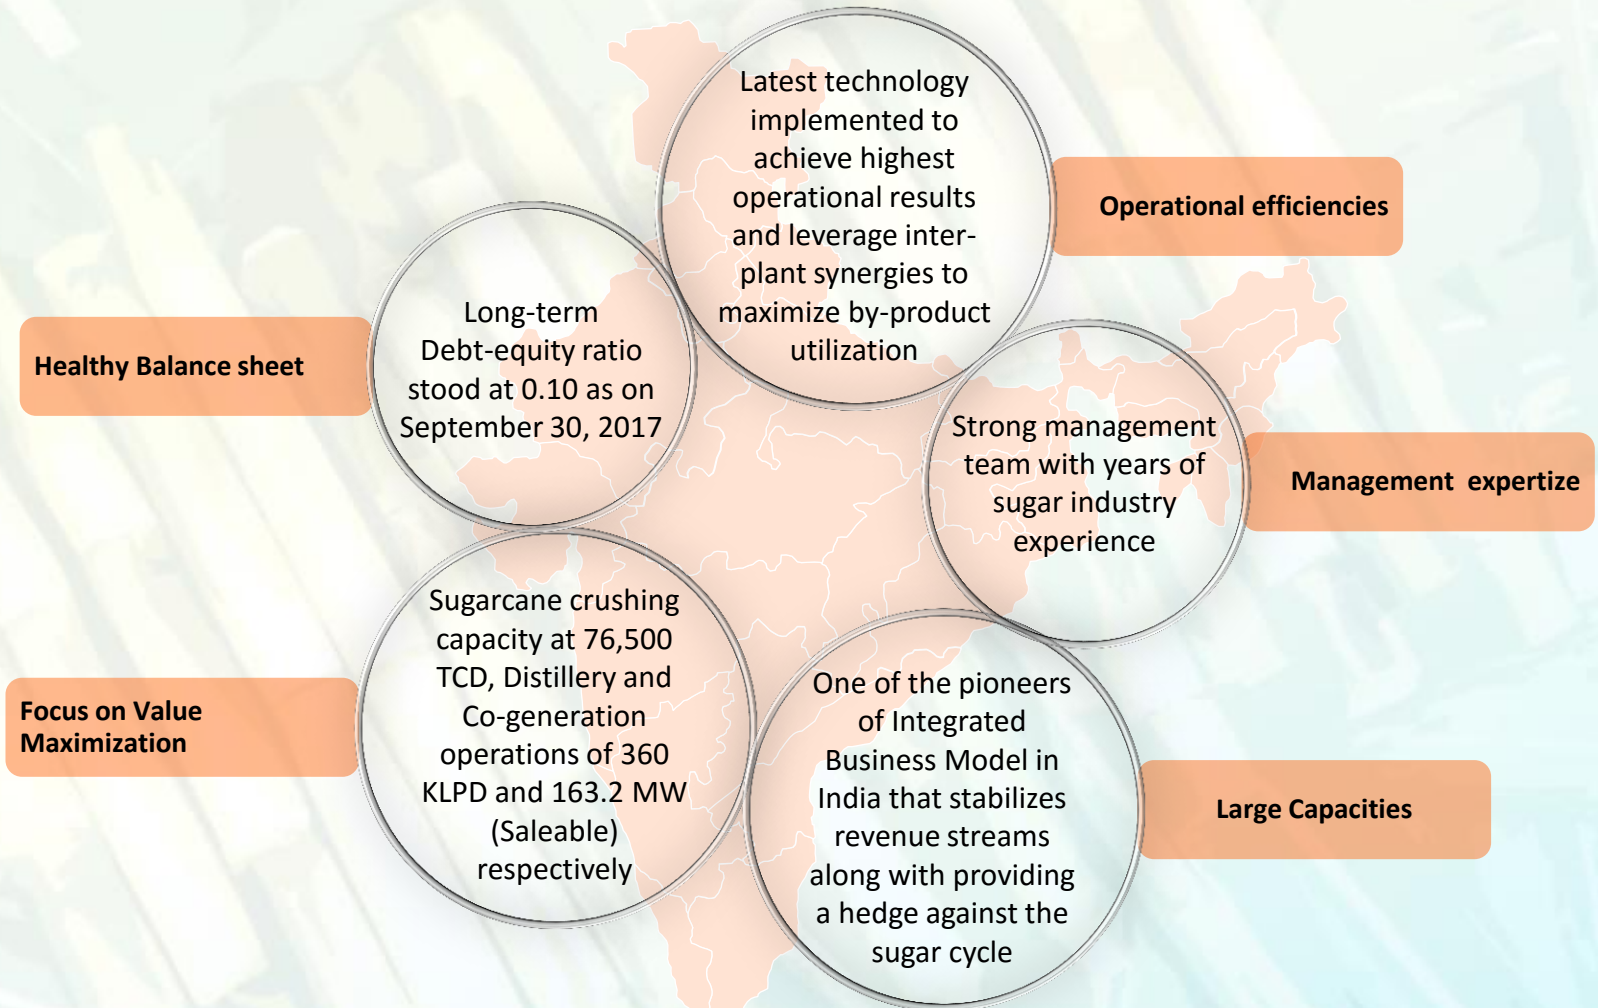 Latest technology
implemented to
achieve highest
operational results
and leverage inter-
plant synergies to
maximize by-product
utilization
Operational efficiencies
Healthy Balance sheet
Long-term
Debt-equity ratio
stood at 0.10 as on
September 30, 2017
Strong management
team with years of
sugar industry
experience
Management  expertize
Focus on Value
Maximization
Sugarcane crushing
capacity at 76,500
TCD, Distillery and
Co-generation
operations of 360
KLPD and 163.2 MW
(Saleable)
respectively
One of the pioneers
of Integrated
Business Model in
India that stabilizes
revenue streams
along with providing
a hedge against the
sugar cycle
Large Capacities